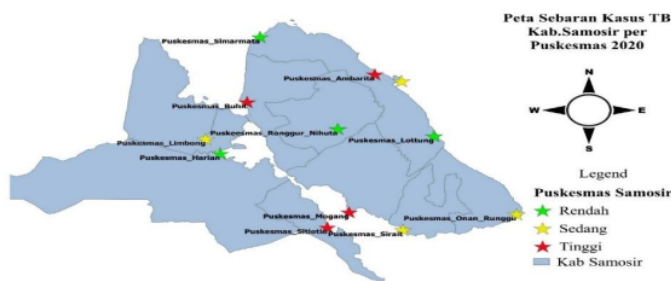 Peta Sebaran Kasus TB
Kab.Samosir per
Puskesmas 2020
N
W E
S
Legend
Puskesmas Samosir
Rendah
Sedang
Tinggi
Kab Samosir
Puskesmas_Simarmata
Puskesmas_Ambarita
Puskesmas_Buhit
Puskesmas_Limbong
Puskesmas_Ronggur_Nihuta
Puskesmas_Lottung
Puskesmas_Harian
Puskesmas_Mogang
Puskesmas_Onan_Runggu
Puskesmas_Sitiotio
Puskesmas_Sirait